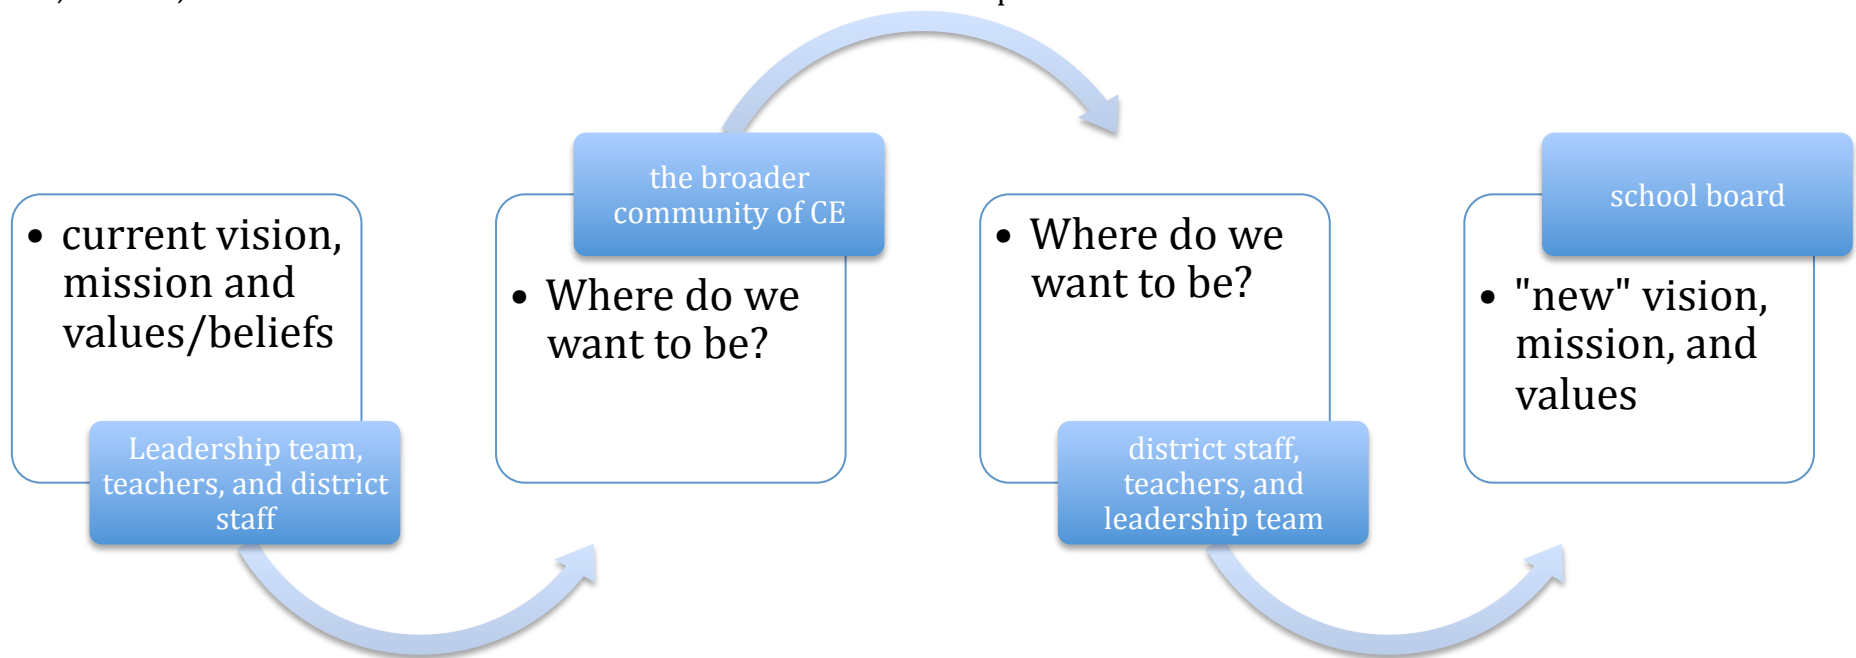 • current vision,
mission and
values/beliefs
Leadership team,
teachers, and district
staff
the broader
community of CE
• Where do we
want to be?
• Where do we
want to be?
district staff,
teachers, and
leadership team
school board
• "new" vision,
mission, and
values